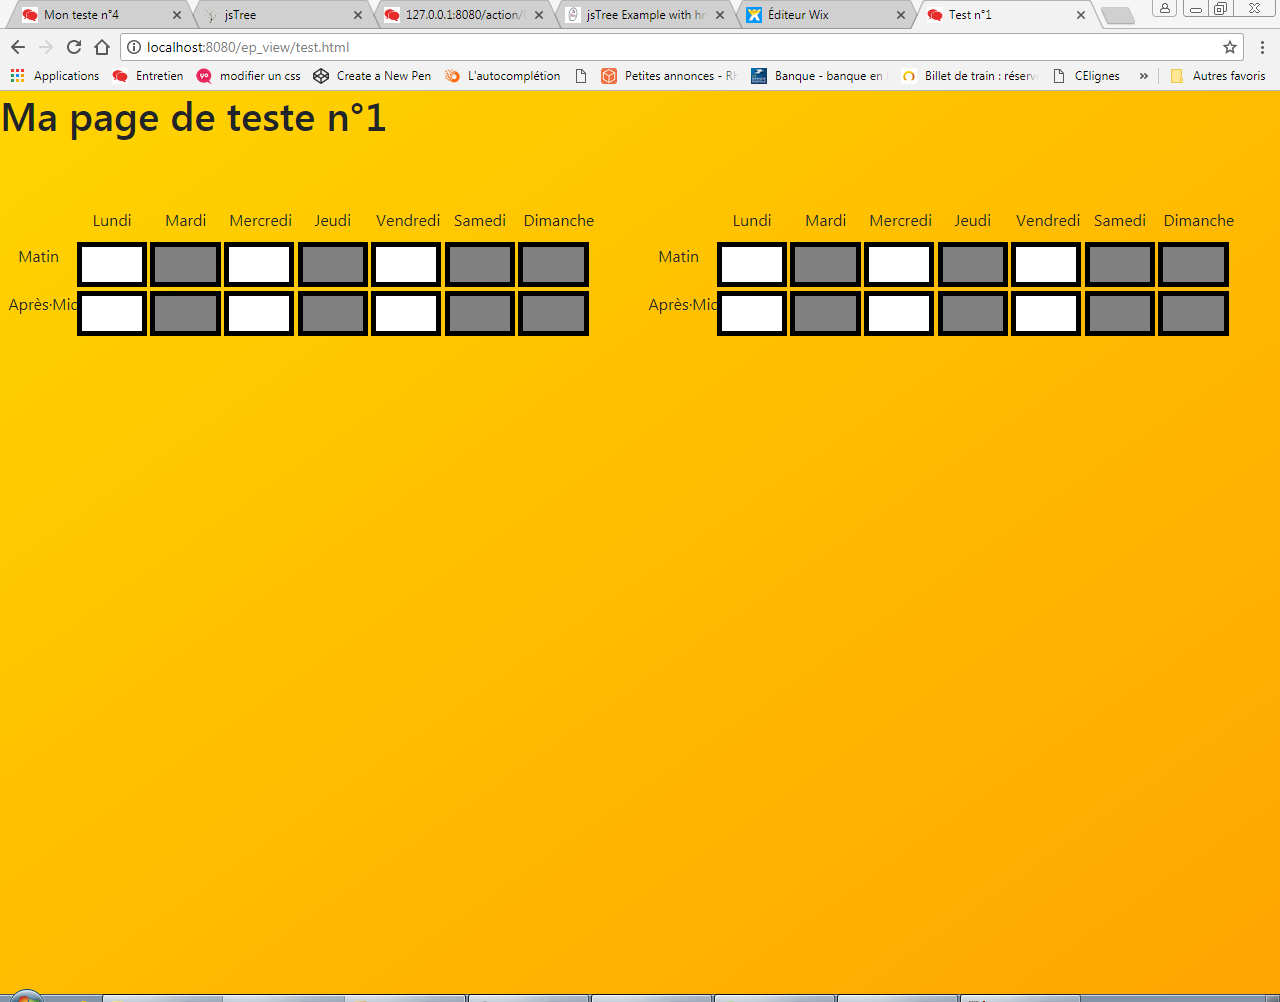 Mon teste n°4
jsTree
127.0.0.1:8080/action/
jsTree Example with
Éditeur Wix
Test n°1
localhost:8080/ep_view/test.html
Applications
Entretien
modifier un css
Create a New Pen
L'autocomplétion
Petites annonces -
Banque - banque en
Billet de train :
CElignes
»
Autres favoris
Ma page de teste n°1
Lundi Mardi Mercredi Jeudi Vendredi Samedi Dimanche
Matin
Après·Mid
Lundi Mardi Mercredi Jeudi Vendredi Samedi Dimanche
Matin
Après·Mid